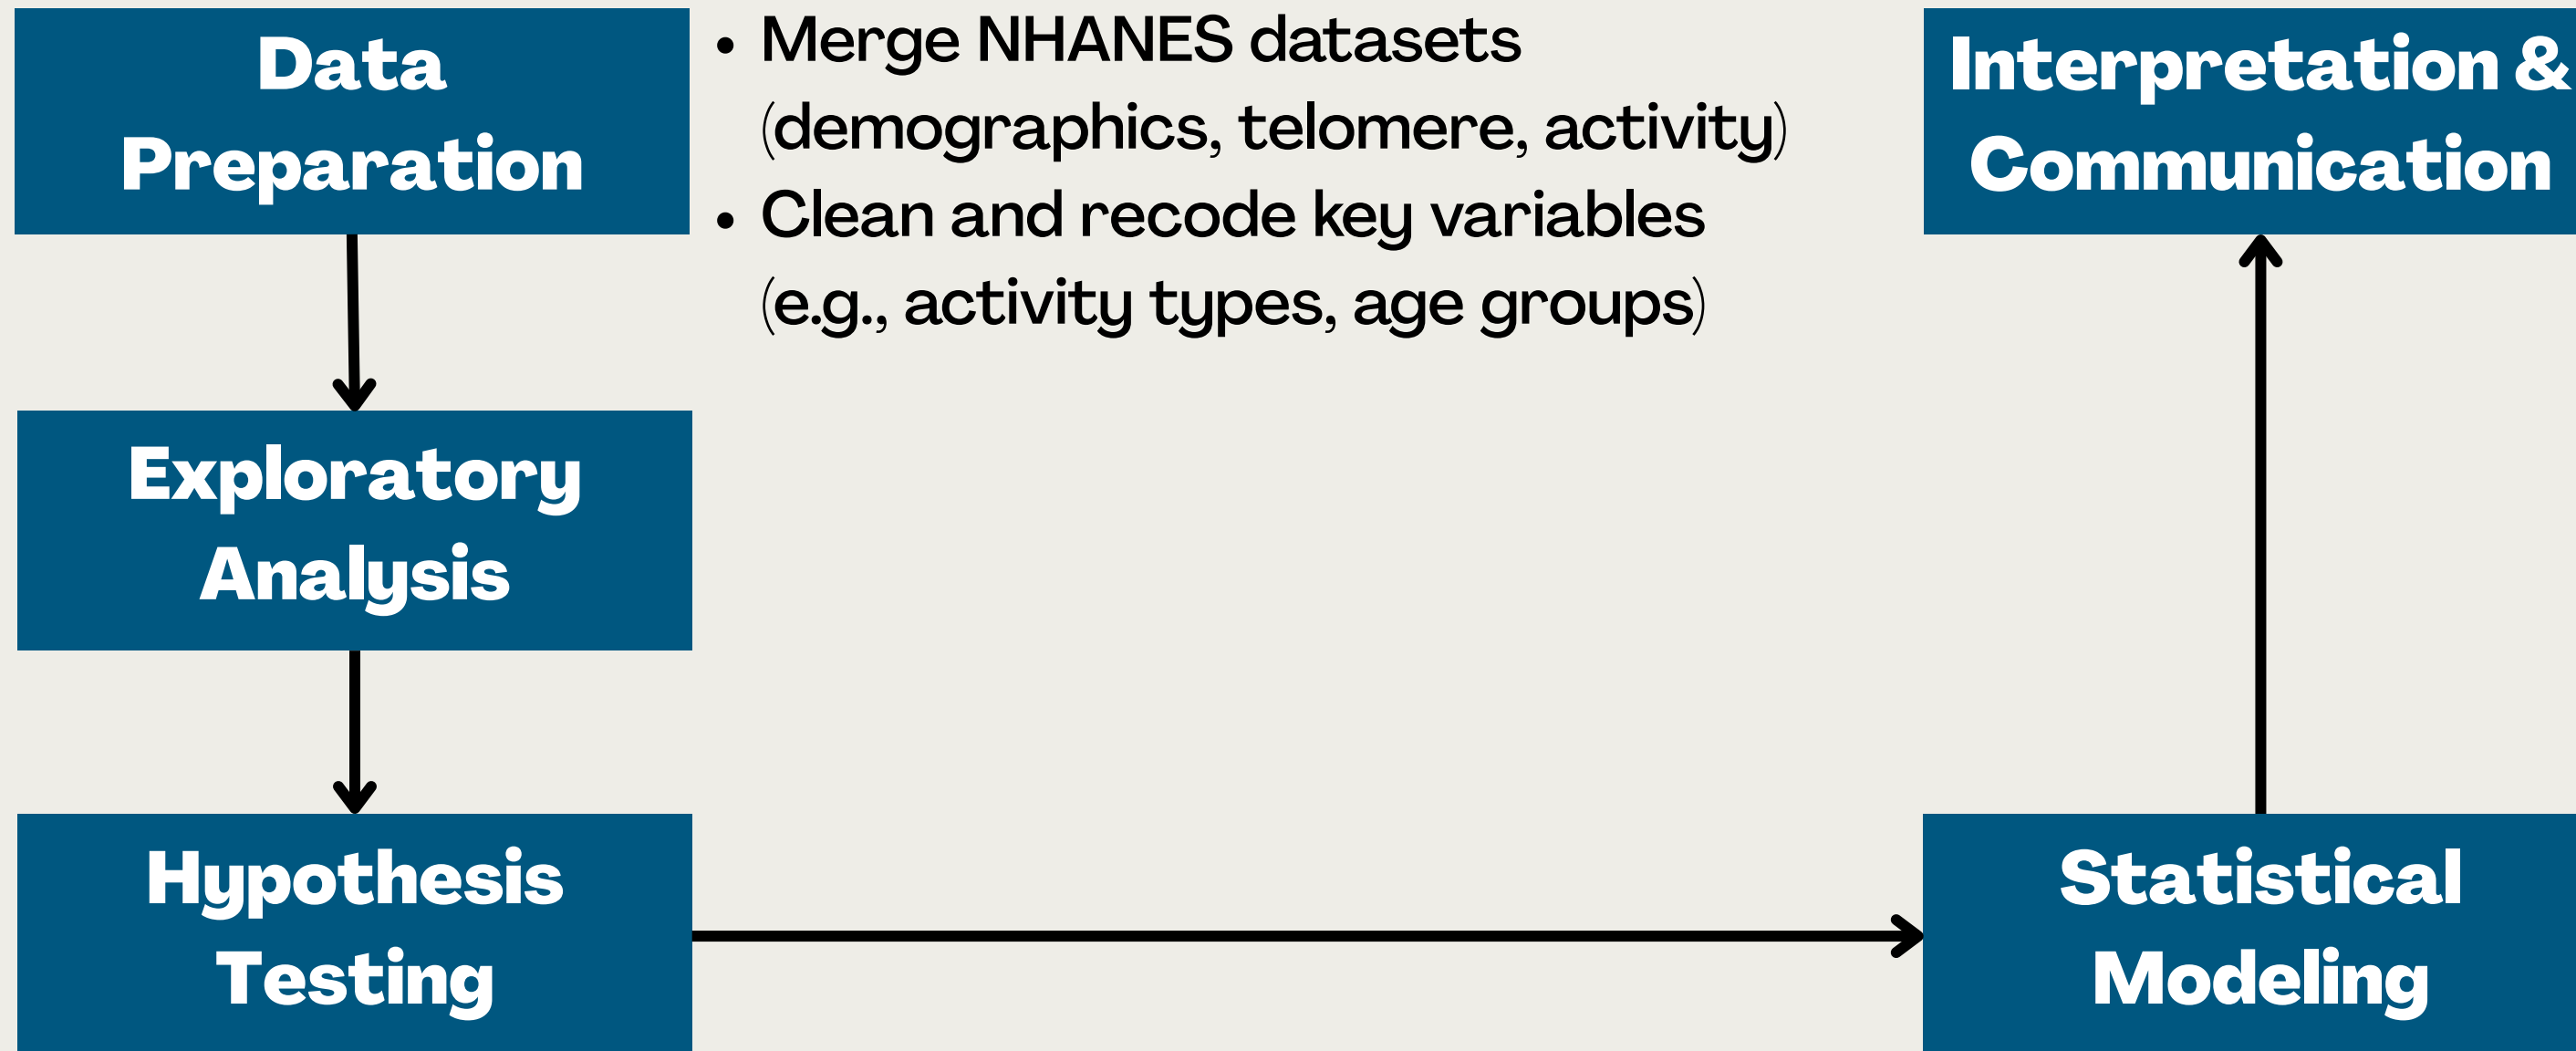 Data
Preparation
• Merge NHANES datasets
(demographics, telomere, activity)
• Clean and recode key variables
(e.g., activity types, age groups)
Interpretation &
Communication
Exploratory
Analysis
Hypothesis
Testing
Statistical
Modeling